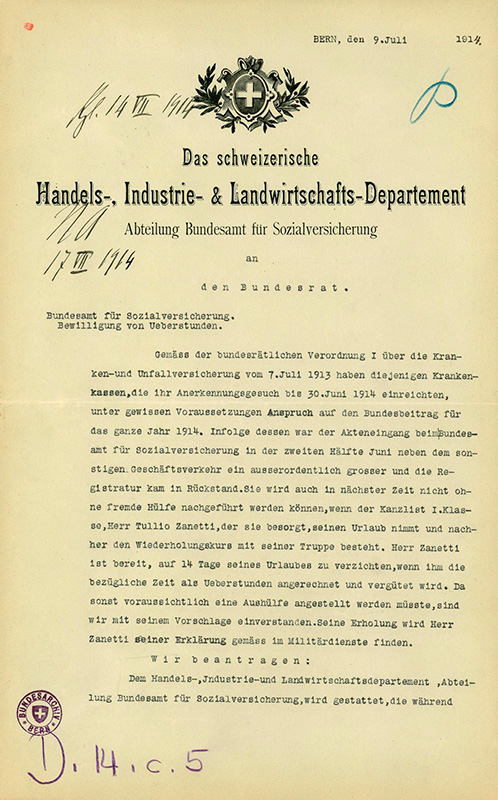 BERN, den 9.Juli 1914.
14 VII 1914
Das schweizerische
Handels-, Industrie- & Landwirtschafts-Departement
Abteilung Bundesamt für Sozialversicherung
17 VII 1914
an
den Bundesrat.
Bundesamt für Sozialversicherung.
Bewilligung von Ueberstunden.
Gemäss der bundesrätlichen Verordnung I über die Kran-
ken-und Unfallversicherung vom 7.Juli 1913 haben diejenigen Kranken-
kassen,die ihr Anerkennungsgesuch bis 30.Juni 1914 einreichten,
unter gewissen Voraussetzungen Anspruch auf den Bundesbeitrag für
das ganze Jahr 1914. Infolge dessen war der Akteneingang beim Bundes-
amt für Sozialversicherung in der zweiten Hälfte Juni neben dem son-
stigen Geschäftsverkehr ein ausserordentlich grosser und die Re-
gistratur kam in Rückstand.Sie wird auch in nächster Zeit nicht oh-
ne fremde Hülfe nachgeführt werden können,wenn der Kanzlist I.Klas-
se,Herr Tullio Zanetti,der sie besorgt,seinen Urlaub nimmt und nach-
her den Wiederholungskurs mit seiner Truppe besteht. Herr Zanetti
ist bereit, auf 14 Tage seines Urlaubes zu verzichten,wenn ihm die
bezügliche Zeit als Ueberstunden angerechnet und vergütet wird. Da
sonst voraussichtlich eine Aushülfe angestellt werden müsste,sind
wir mit seinem Vorschlage einverstanden.Seine Erholung wird Herr
Zanetti seiner Erklärung gemäss im Militärdienste finden.
Wir beantragen:
Dem Handels-,Jndustrie-und Landwirtschaftsdepartement ,Abtei-
lung Bundesamt für Sozialversicherung,wird gestattet,die während
BUNDESARCHIV BERN
D. 14. c. 5